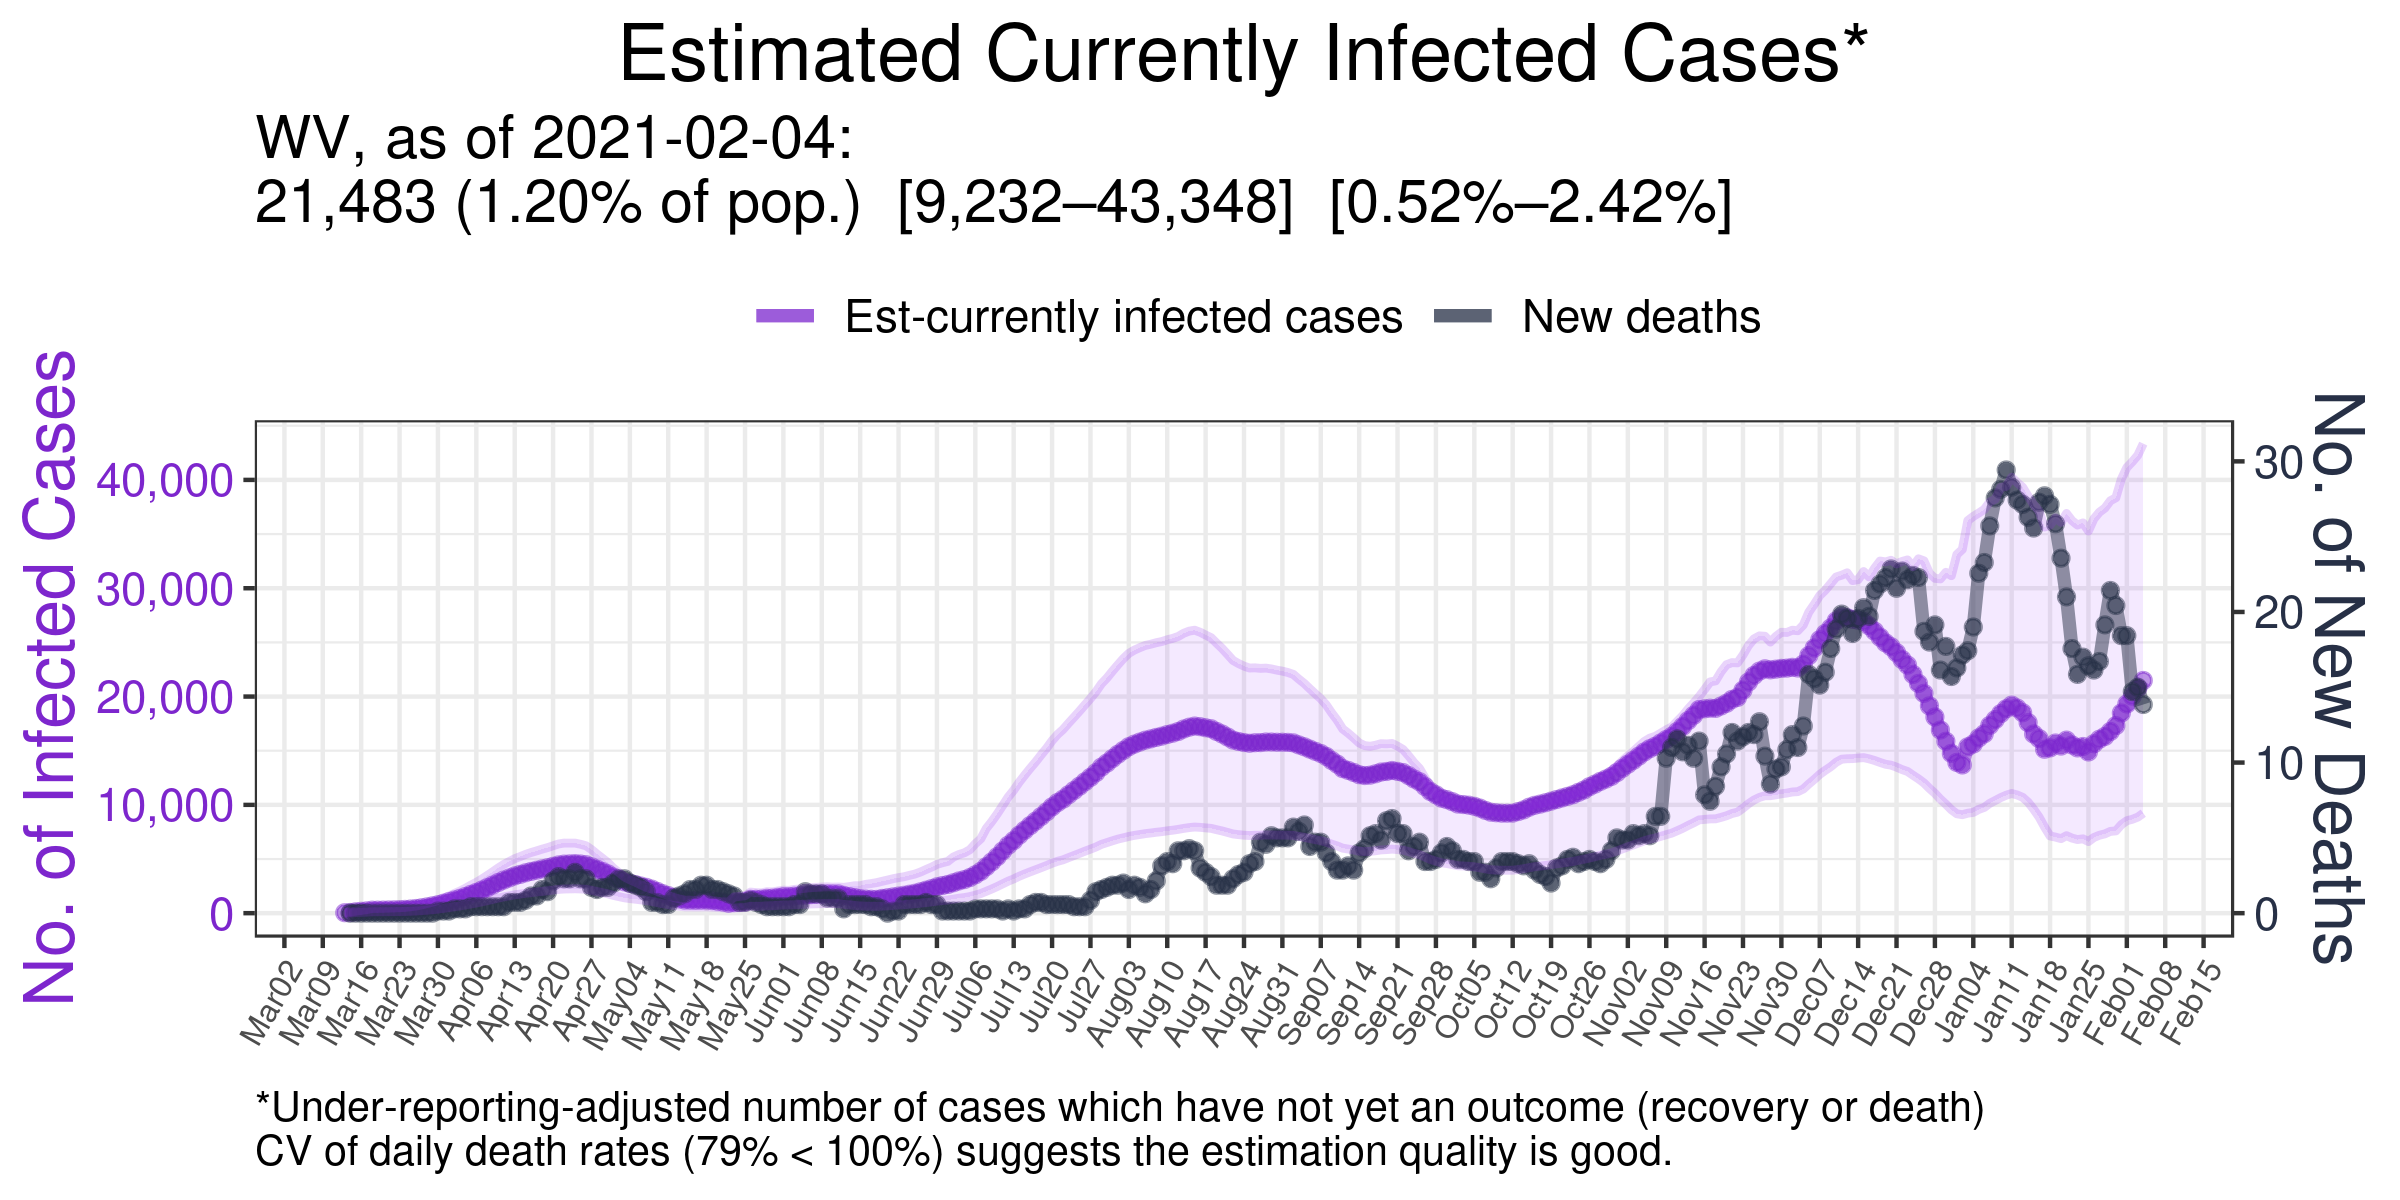 Estimated Currently Infected Cases*
WV, as of 2021-02-04:
21,483 (1.20% of pop.)  [9,232–43,348]  [0.52%–2.42%]
Est-currently infected cases
New deaths
No. of Infected Cases
40,000
30,000
20,000
10,000
0
30
20
10
0
No. of New Deaths
Mar02
Mar09
Mar16
Mar23
Mar30
Apr06
Apr13
Apr20
Apr27
May04
May11
May18
May25
Jun01
Jun08
Jun15
Jun22
Jun29
Jul06
Jul13
Jul20
Jul27
Aug03
Aug10
Aug17
Aug24
Aug31
Sep07
Sep14
Sep21
Sep28
Oct05
Oct12
Oct19
Oct26
Nov02
Nov09
Nov16
Nov23
Nov30
Dec07
Dec14
Dec21
Dec28
Jan04
Jan11
Jan18
Jan25
Feb01
Feb08
Feb15
*Under-reporting-adjusted number of cases which have not yet an outcome (recovery or death)
CV of daily death rates (79% < 100%) suggests the estimation quality is good.